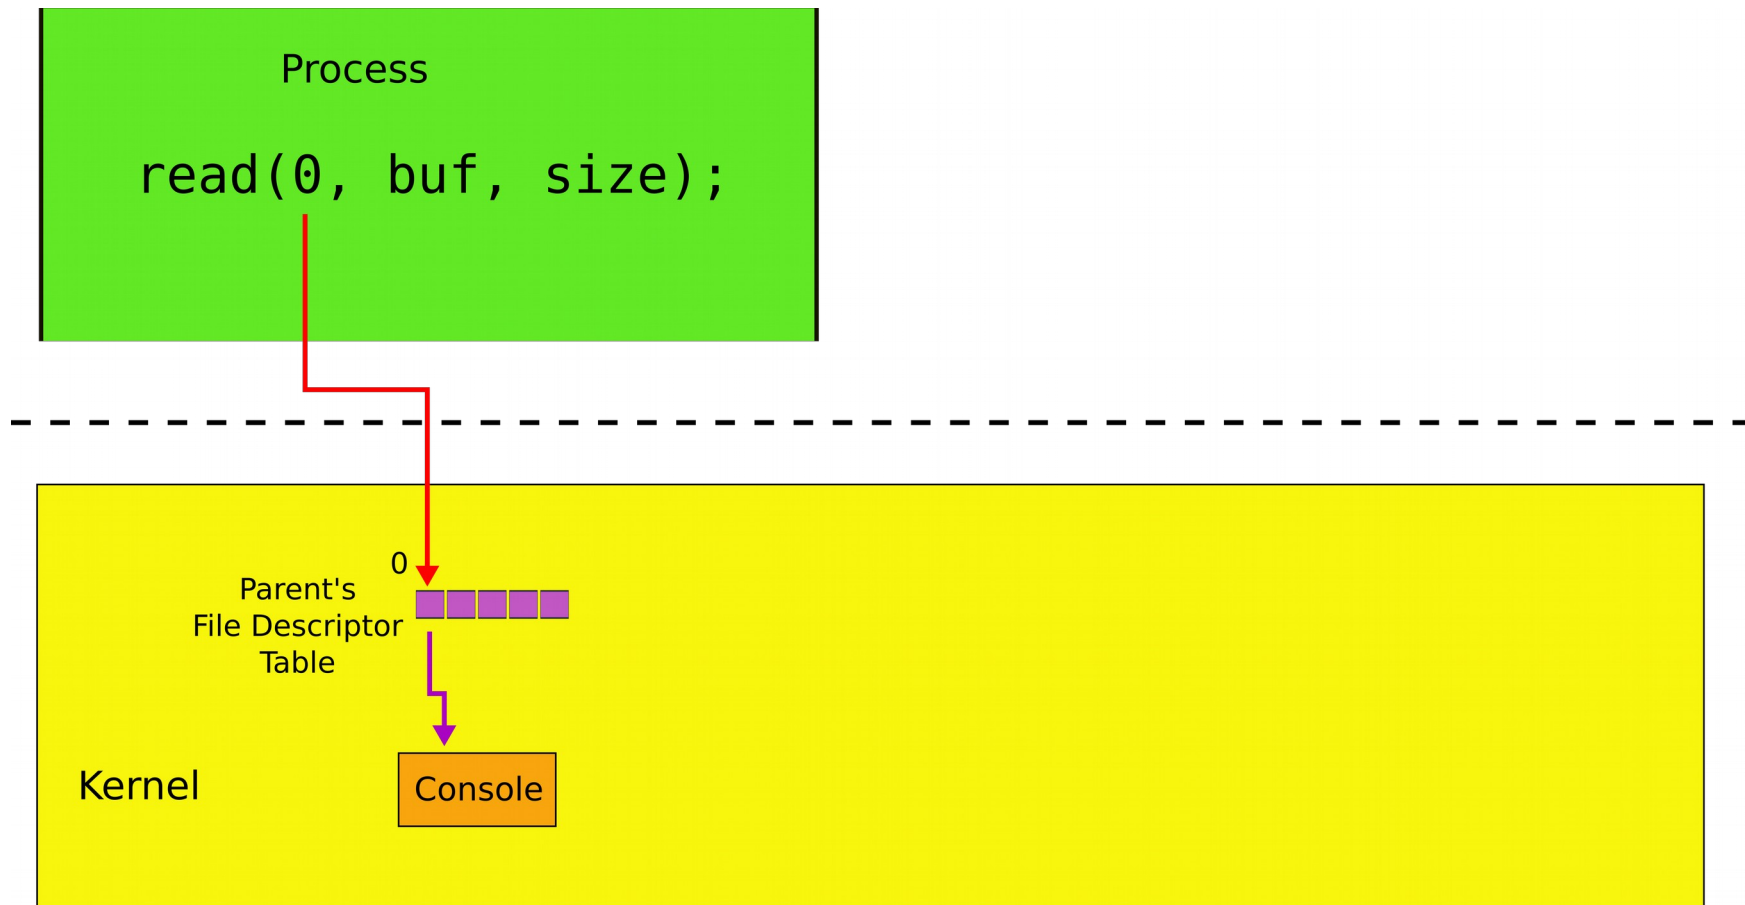 Process
read(0, buf, size);
0
Parent's
File Descriptor
Table
Kernel
Console